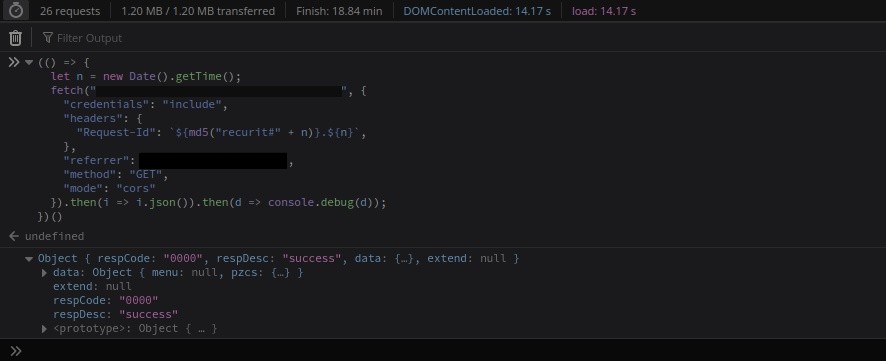 26 requests 1.20 MB / 1.20 MB transferred Finish: 18.84 min DOMContentLoaded: 14.17 s load: 14.17 s
Filter Output
(() => {
let n = new Date().getTime();
fetch("", {
"credentials": "include",
"headers": {
"Request-Id": `${md5("recurit#" + n)}.${n}`,
},
"referrer": ,
"method": "GET",
"mode": "cors"
}).then(i => i.json()).then(d => console.debug(d));
})()
undefined
Object { respCode: "0000", respDesc: "success", data: {…}, extend: null }
data: Object { menu: null, pzcs: {…} }
extend: null
respCode: "0000"
respDesc: "success"
<prototype>: Object { … }